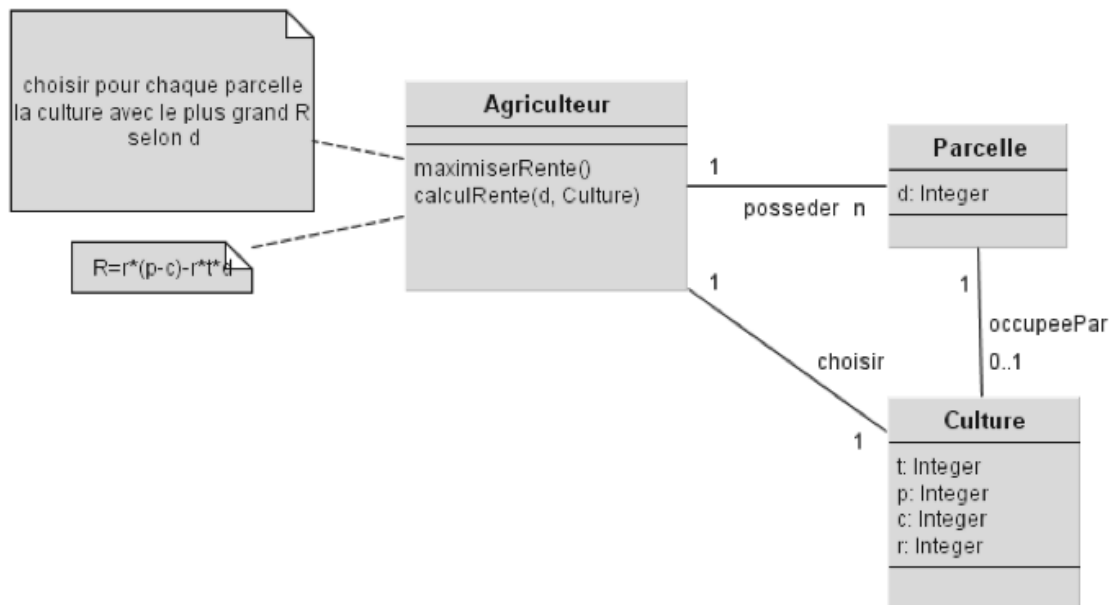 choisir pour chaque parcelle
la culture avec le plus grand R
selon d
R=r*(p-c)-r*t*d
Agriculteur
maximiserRente()
calculRente(d, Culture)
1
posseder n
Parcelle
d: Integer
1
choisir
1
1
occupeePar
0..1
Culture
t: Integer
p: Integer
c: Integer
r: Integer